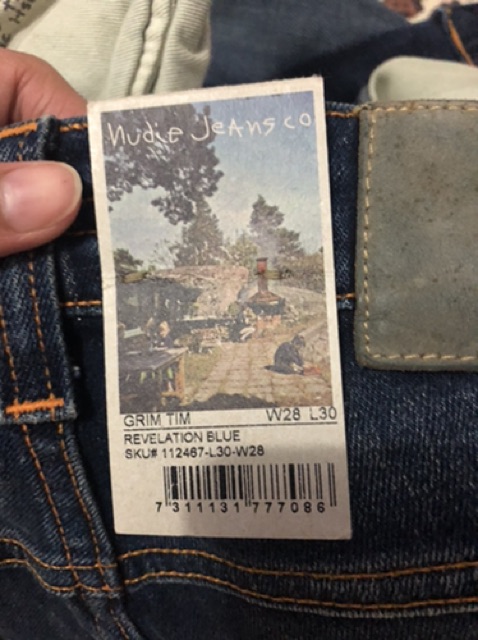 Nudie Jeans co
GRIM TIM W28 L30
REVELATION BLUE
SKU# 112467-L30-W28
7 311131 777086